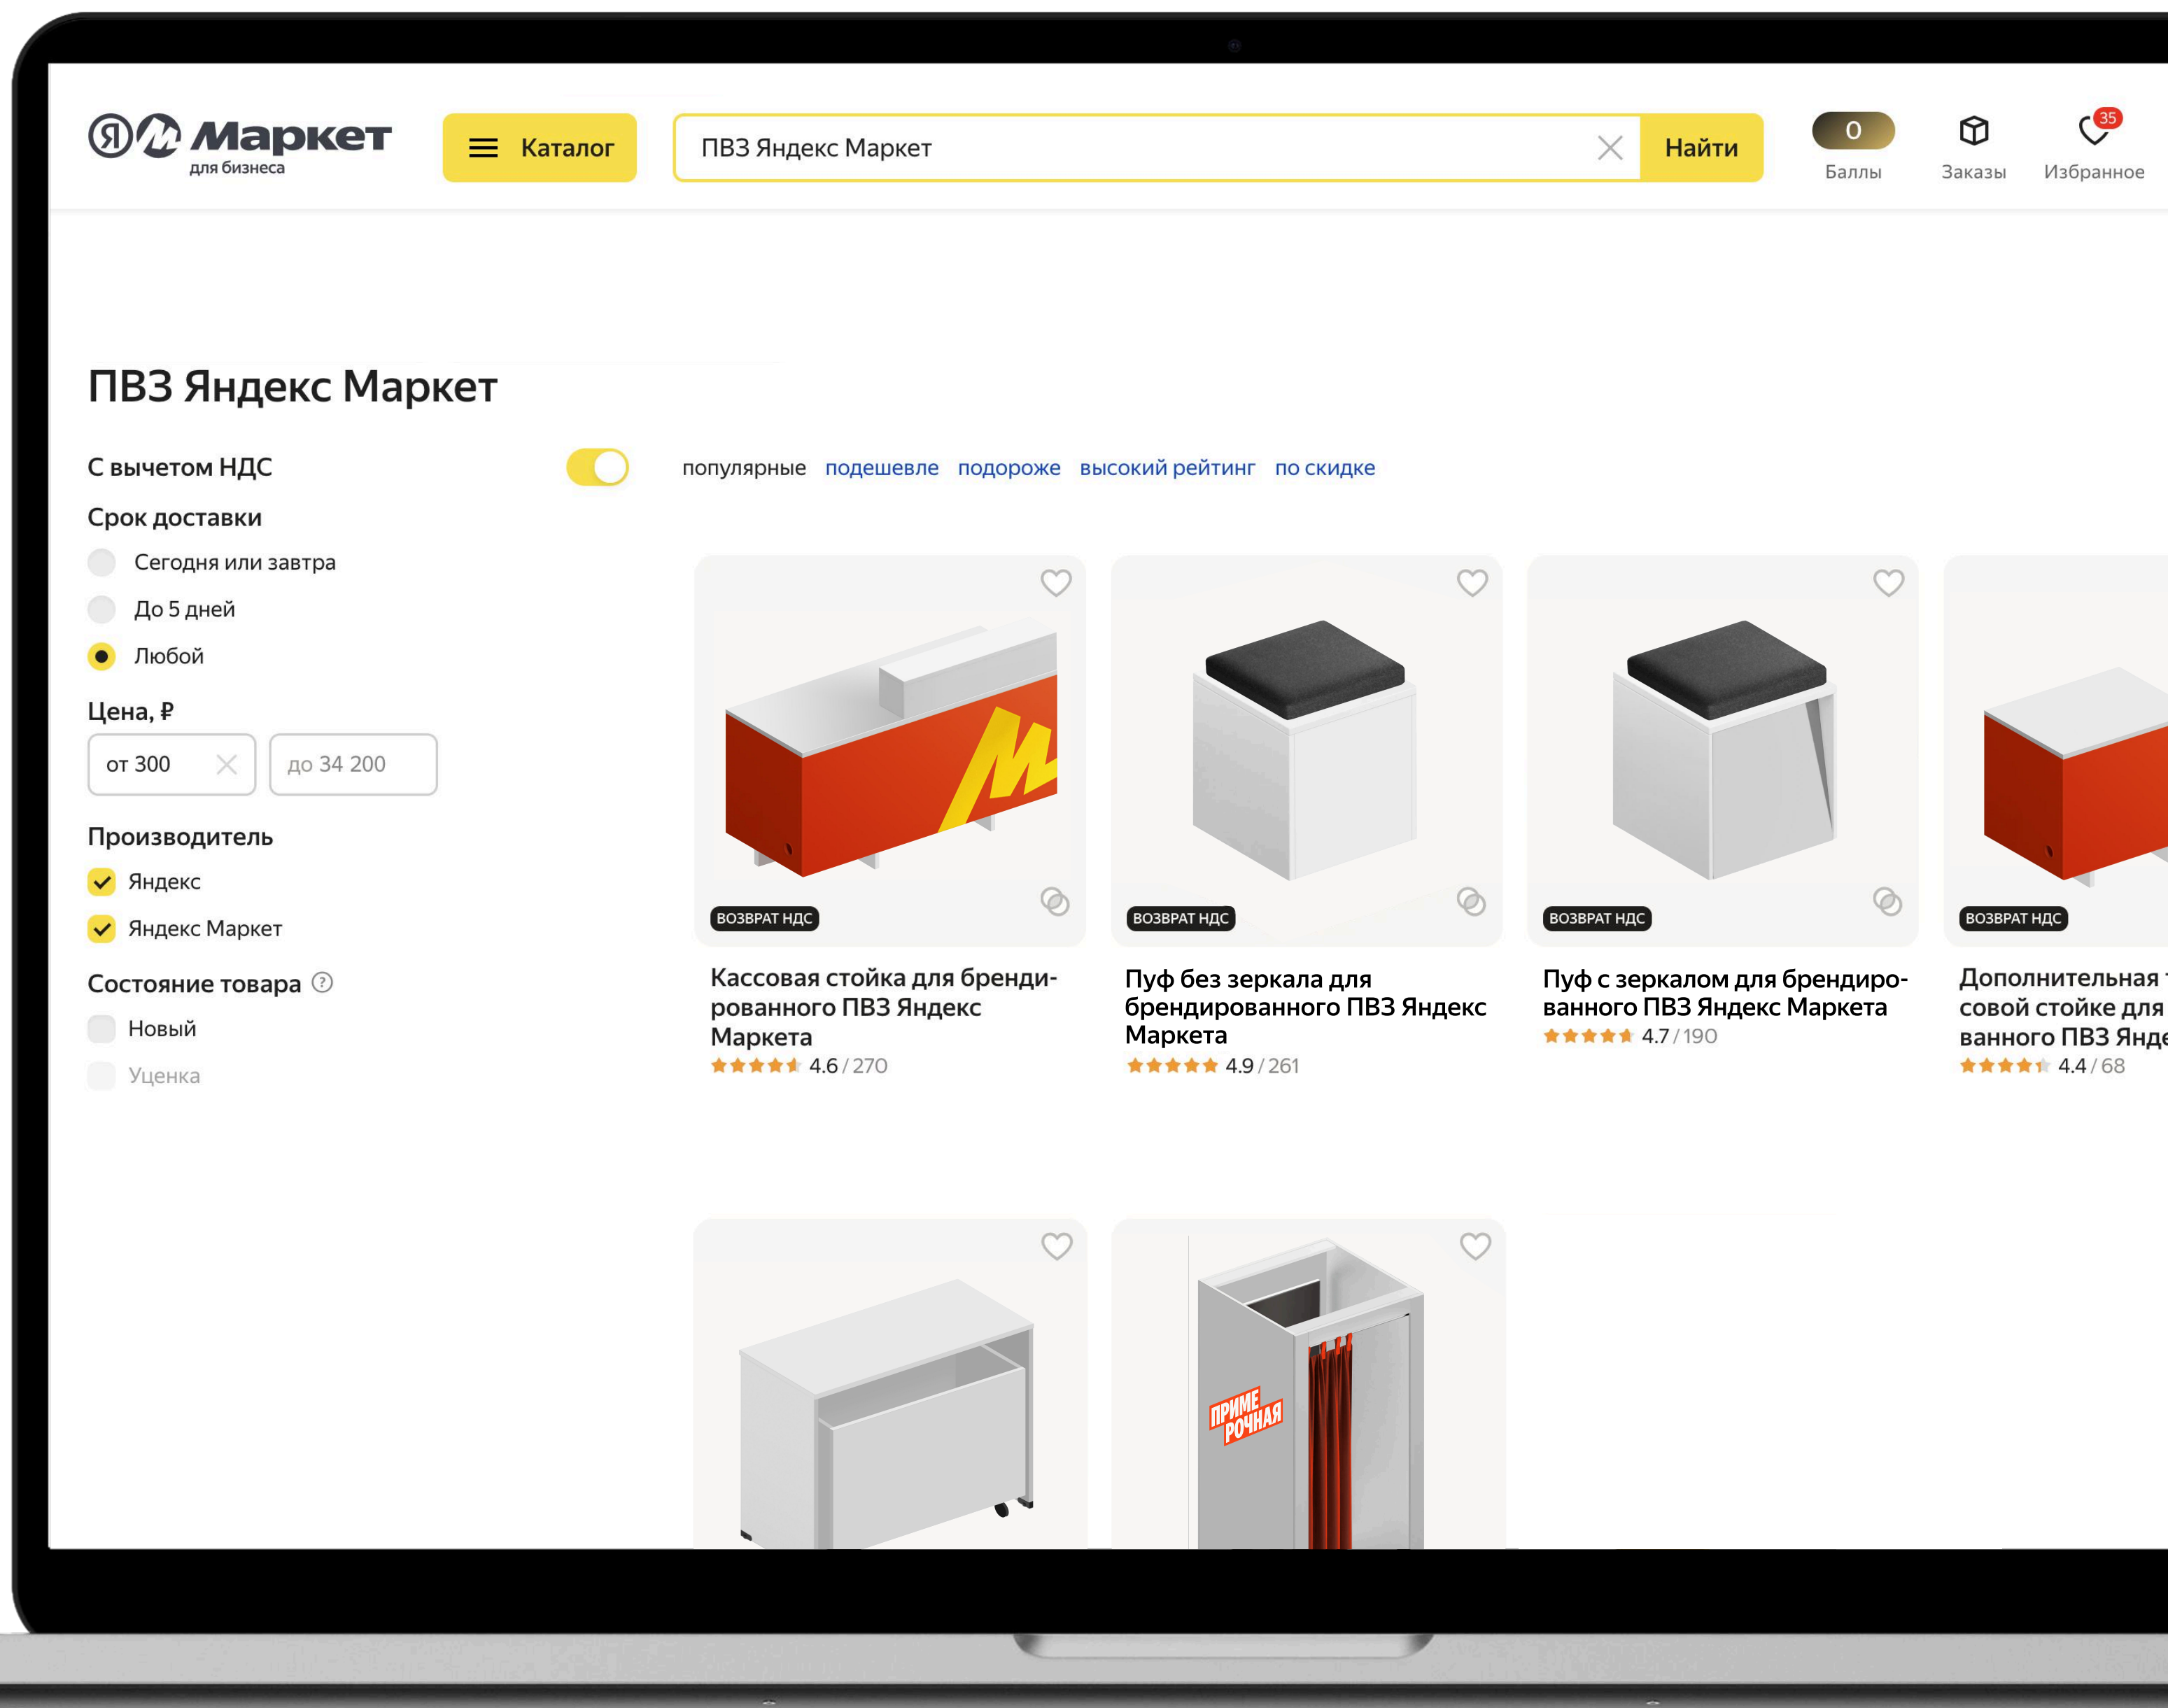 Я М Маркет
для бизнеса
Каталог
ПВЗ Яндекс Маркет
Найти
0
Баллы
Заказы
35
Избранное
ПВЗ Яндекс Маркет
С вычетом НДС
популярные подешевле подороже высокий рейтинг по скидке
Срок доставки
Сегодня или завтра
До 5 дней
Любой
Цена, ₽
от 300
до 34 200
Производитель
Яндекс
Яндекс Маркет
Состояние товара ?
Новый
Уценка
М
ВОЗВРАТ НДС
Кассовая стойка для бренди-
рованного ПВЗ Яндекс
Маркета
4.6 / 270
ВОЗВРАТ НДС
Пуф без зеркала для
брендированного ПВЗ Яндекс
Маркета
4.9 / 261
ВОЗВРАТ НДС
Пуф с зеркалом для брендиро-
ванного ПВЗ Яндекс Маркета
4.7 / 190
ВОЗВРАТ НДС
Дополнительная
совой стойке для
ванного ПВЗ Янде
4.4 / 68
ПРИМЕ
РОЧНАЯ